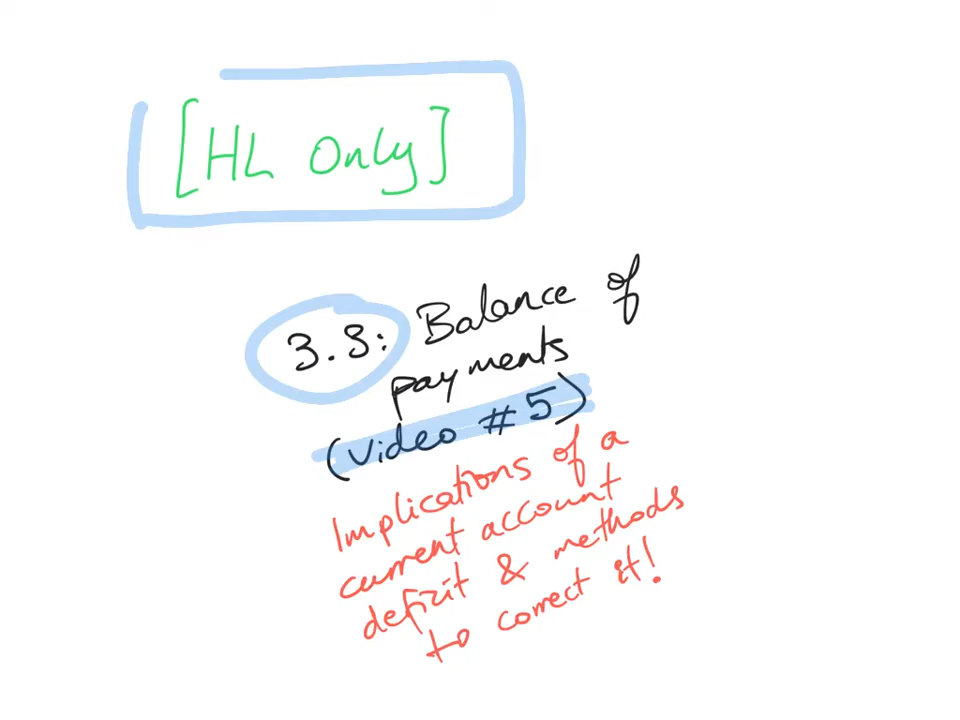 [HL Only]
3.3: Balance of
payments
(video #5)
Implications of a
current account
deficit & methods
to correct it!